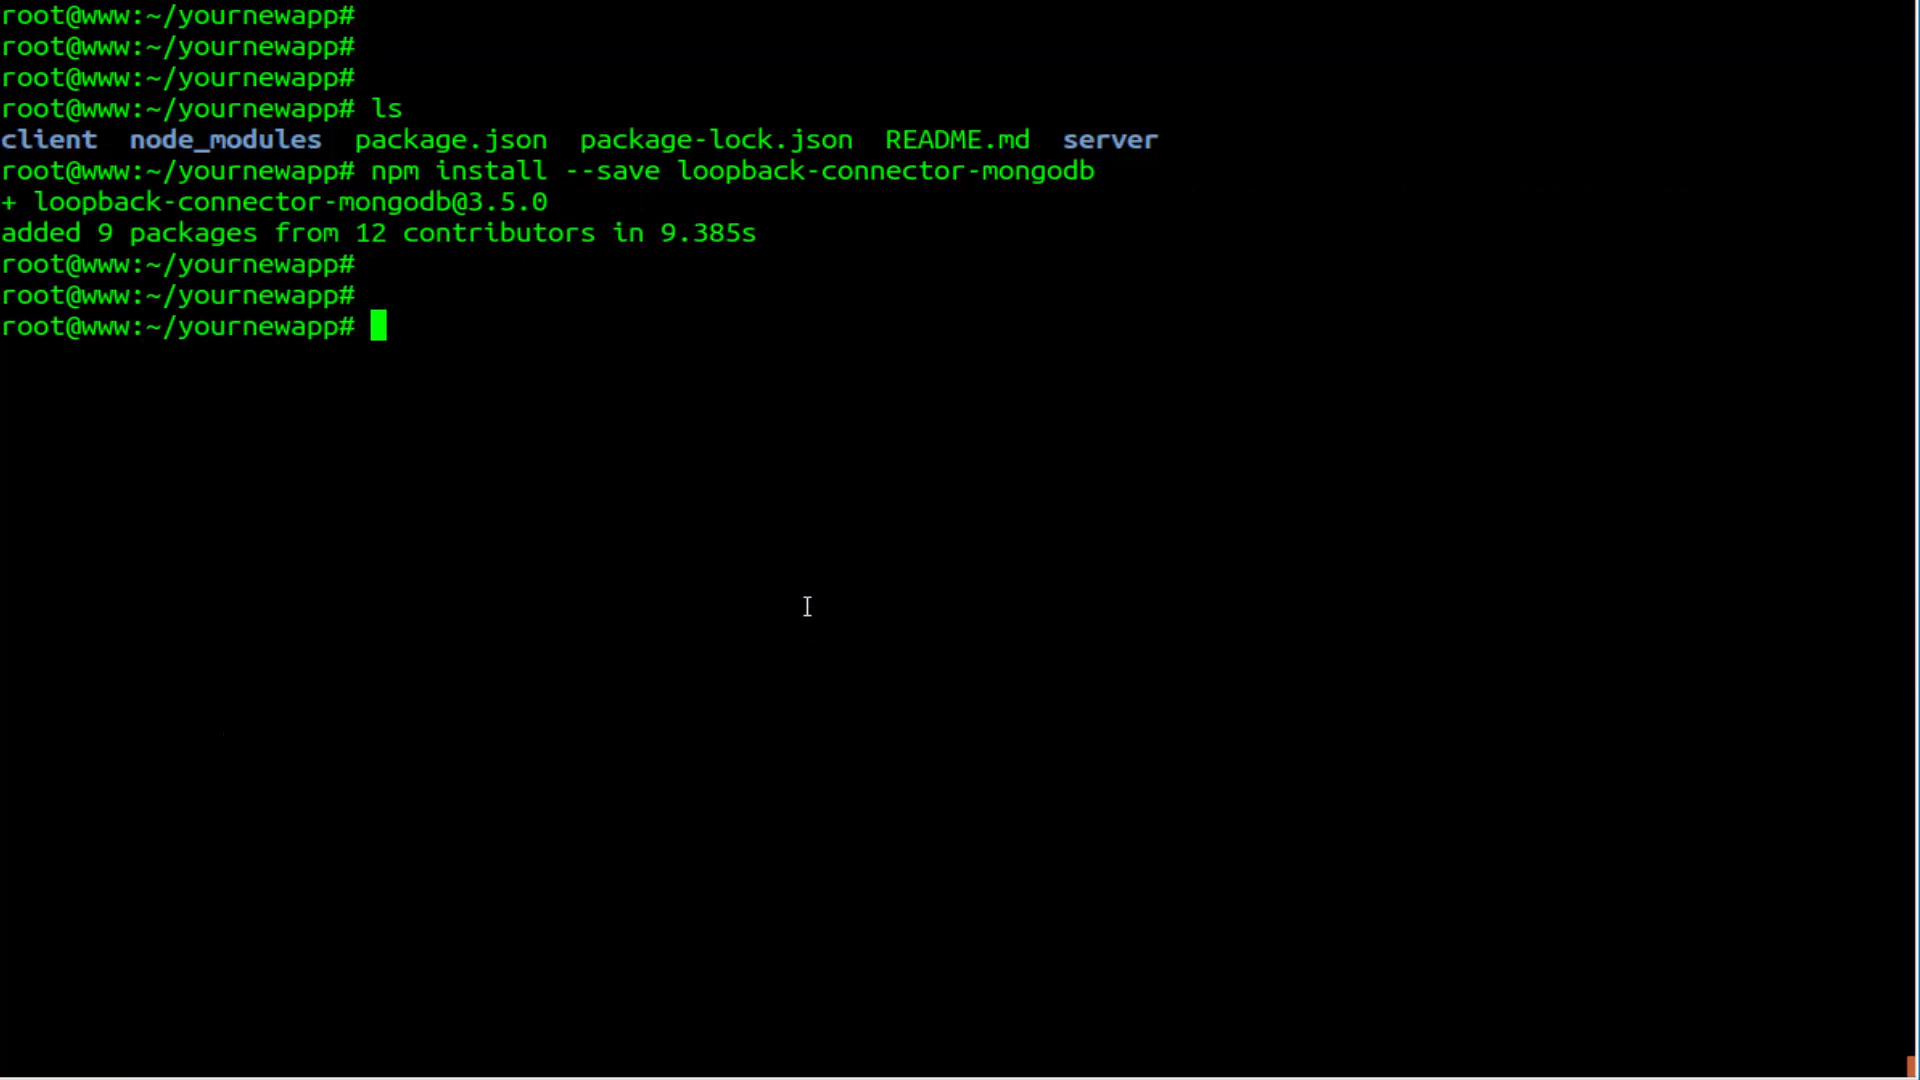 root@www:~/yournewapp#
root@www:~/yournewapp#
root@www:~/yournewapp#
root@www:~/yournewapp# ls
client  node_modules  package.json  package-lock.json  README.md  server
root@www:~/yournewapp# npm install --save loopback-connector-mongodb
+ loopback-connector-mongodb@3.5.0
added 9 packages from 12 contributors in 9.385s
root@www:~/yournewapp#
root@www:~/yournewapp#
root@www:~/yournewapp#